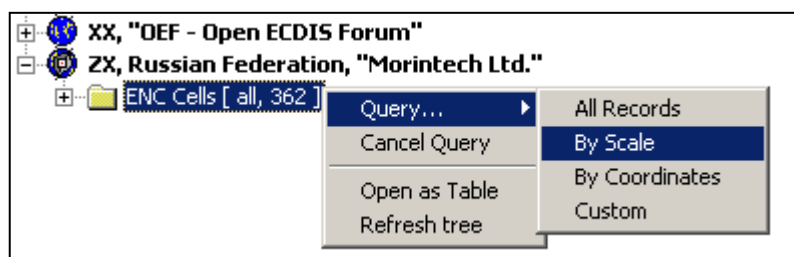 XX, "OEF - Open ECDIS Forum"
ZX, Russian Federation, "Morintech Ltd."
ENC Cells [ all, 362 ]
Query...
Cancel Query
Open as Table
Refresh tree
All Records
By Scale
By Coordinates
Custom